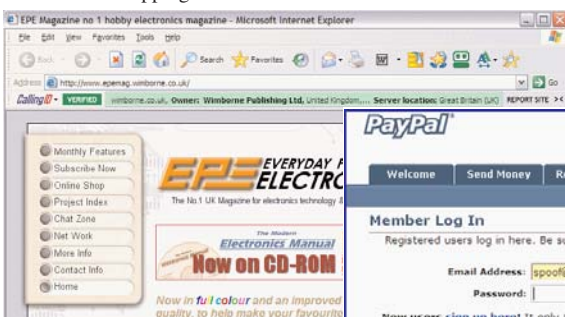 EPE Magazine no 1 hobby electronics magazine - Microsoft Internet Explorer
File Edit View Favorites Tools Help
Back Search Favorites
Address http://www.epemag.wimborne.co.uk/ Go
CallingID VERIFIED wimborne.co.uk, Owner: Wimborne Publishing Ltd, United Kingdom,... Server location: Great Britain (UK) REPORT SITE
Monthly Features
Subscribe Now
Online Shop
Project Index
Chat Zone
Net Work
More Info
Contact Info
Home
EPE EVERYDAY P
ELECTR
The No.1 UK Magazine for electronics technology &
The Modern
Electronics Manual
Now on CD-ROM
Now in full colour and an improved
quality, to help make your favourite
PayPal
Welcome Send Money R
Member Log In
Registered users log in here. Be su
Email Address: spoof
Password:
New users sign up here! It only